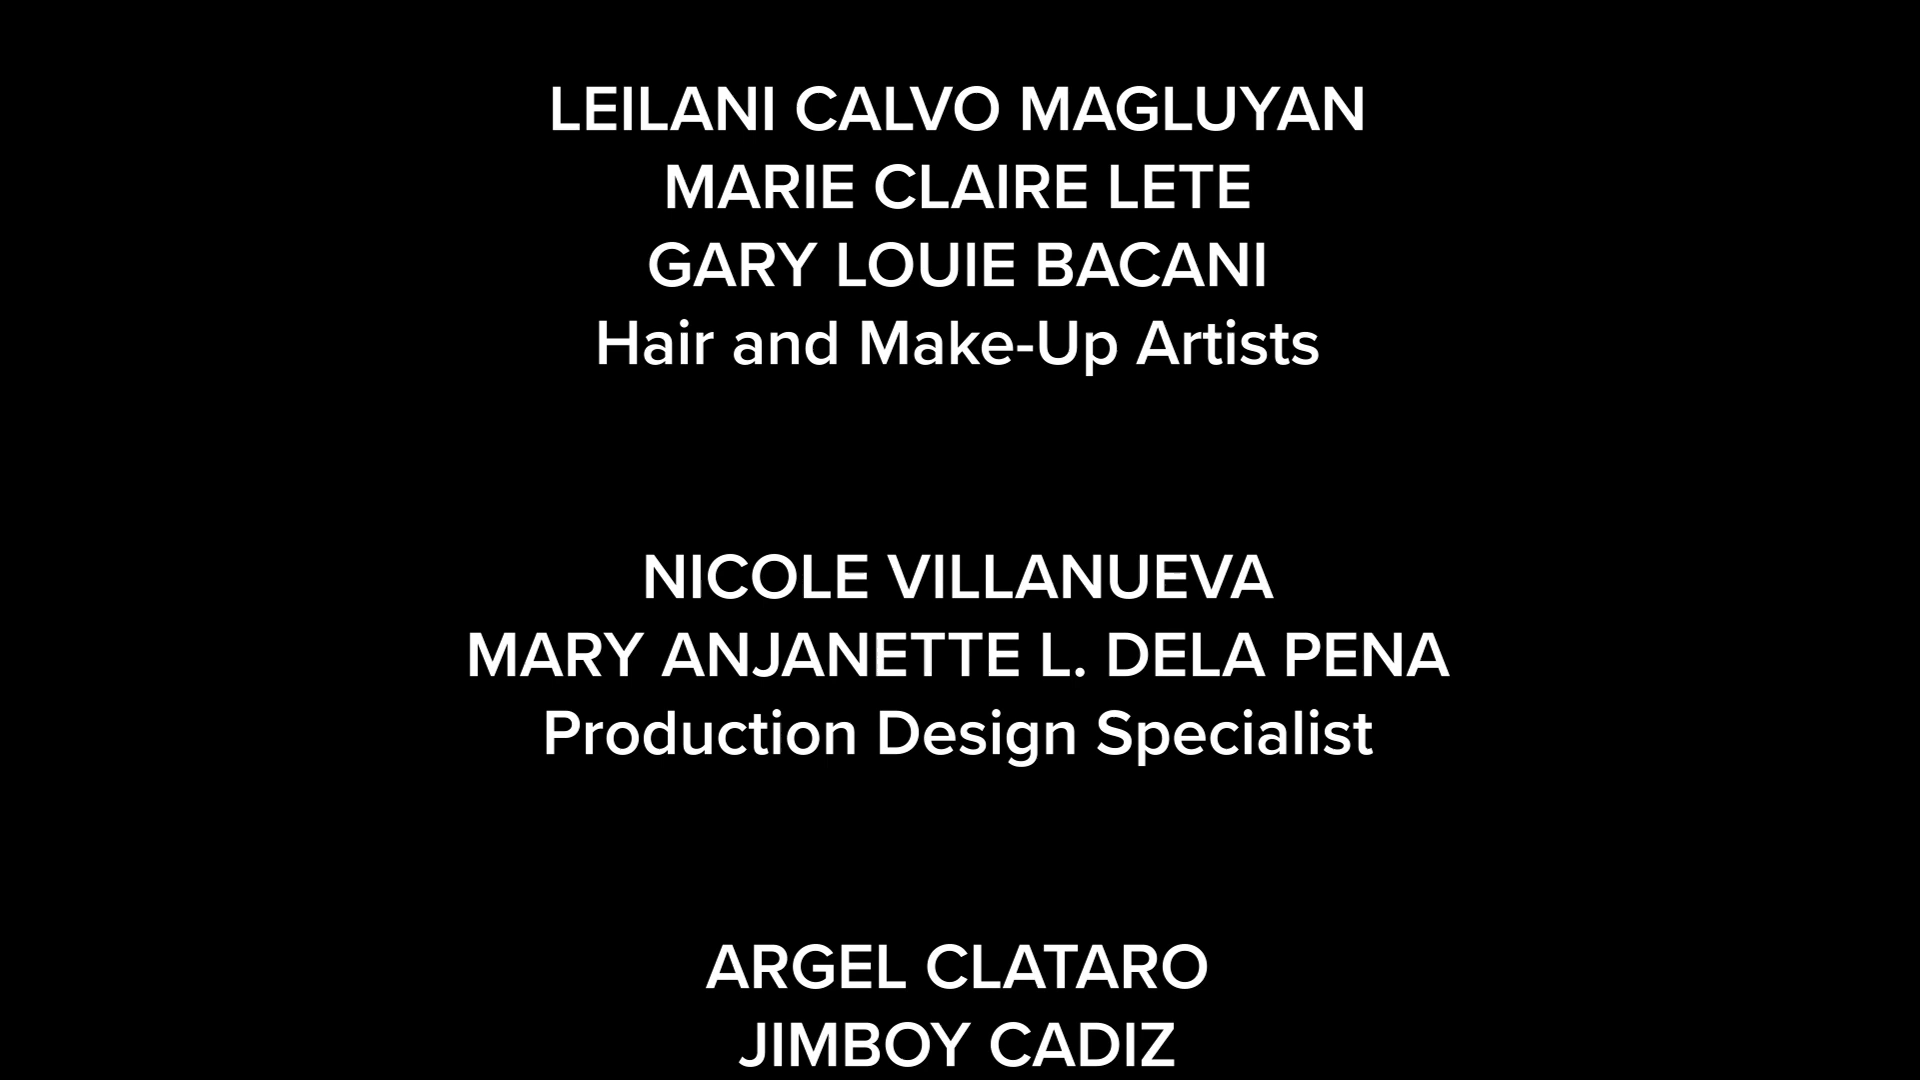 LEILANI CALVO MAGLUYAN
MARIE CLAIRE LETE
GARY LOUIE BACANI
Hair and Make-Up Artists
NICOLE VILLANUEVA
MARY ANJANETTE L. DELA PENA
Production Design Specialist
ARGEL CLATARO
JIMBOY CADIZ